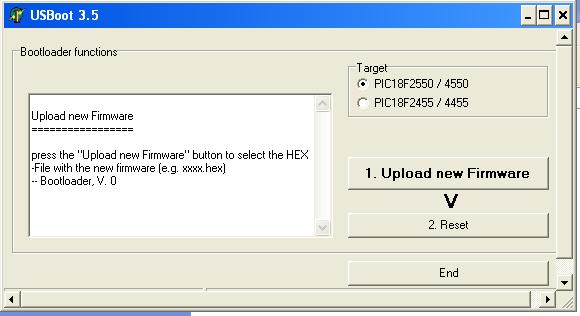 USBoot 3.5
Bootloader functions
Upload new Firmware
=================
press the "Upload new Firmware" button to select the HEX
-File with the new firmware (e.g. xxxx.hex)
-- Bootloader, V. 0
Target
PIC18F2550 / 4550
PIC18F2455 / 4455
1. Upload new Firmware
V
2. Reset
End